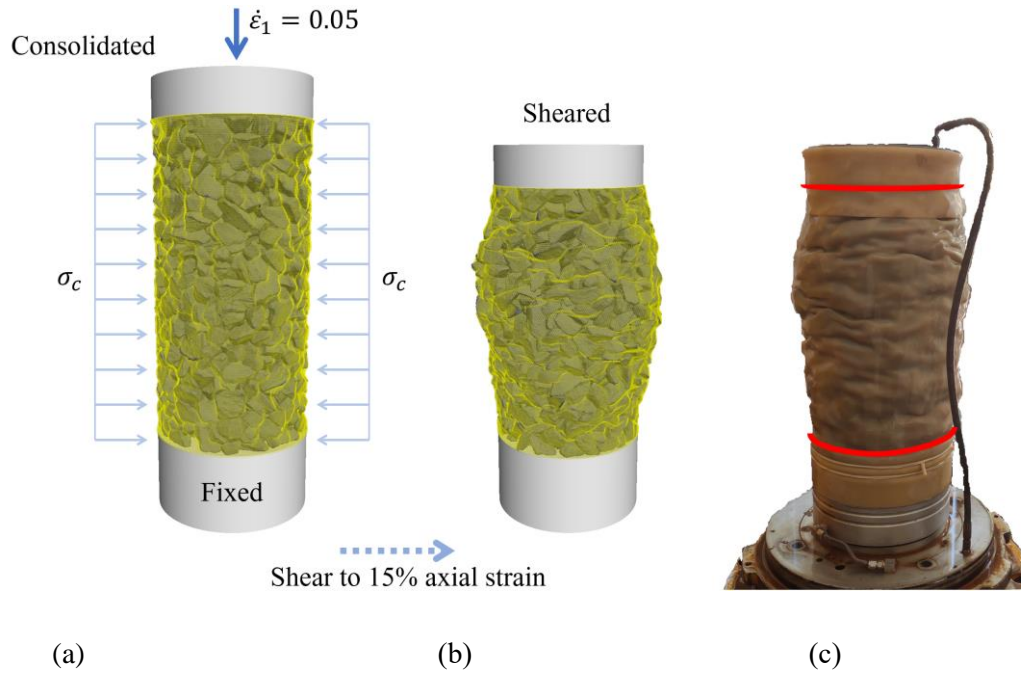 ε̇₁ = 0.05
Consolidated
Sheared
σc
σc
Fixed
Shear to 15% axial strain
(a)
(b)
(c)